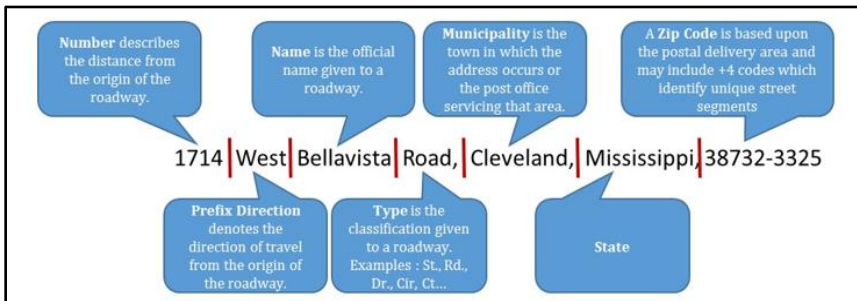 Number describes
the distance from
the origin of the
roadway.
Name is the official
name given to a
roadway.
Municipality is the
town in which the
address occurs or
the post office
servicing that area.
A Zip Code is based upon
the postal delivery area and
may include +4 codes which
identify unique street
segments
1714 West Bellavista Road, Cleveland, Mississippi, 38732-3325
Prefix Direction
denotes the
direction of travel
from the origin of
the roadway.
Type is the
classification given
to a roadway.
Examples : St., Rd.,
Dr., Cir, Ct...
State